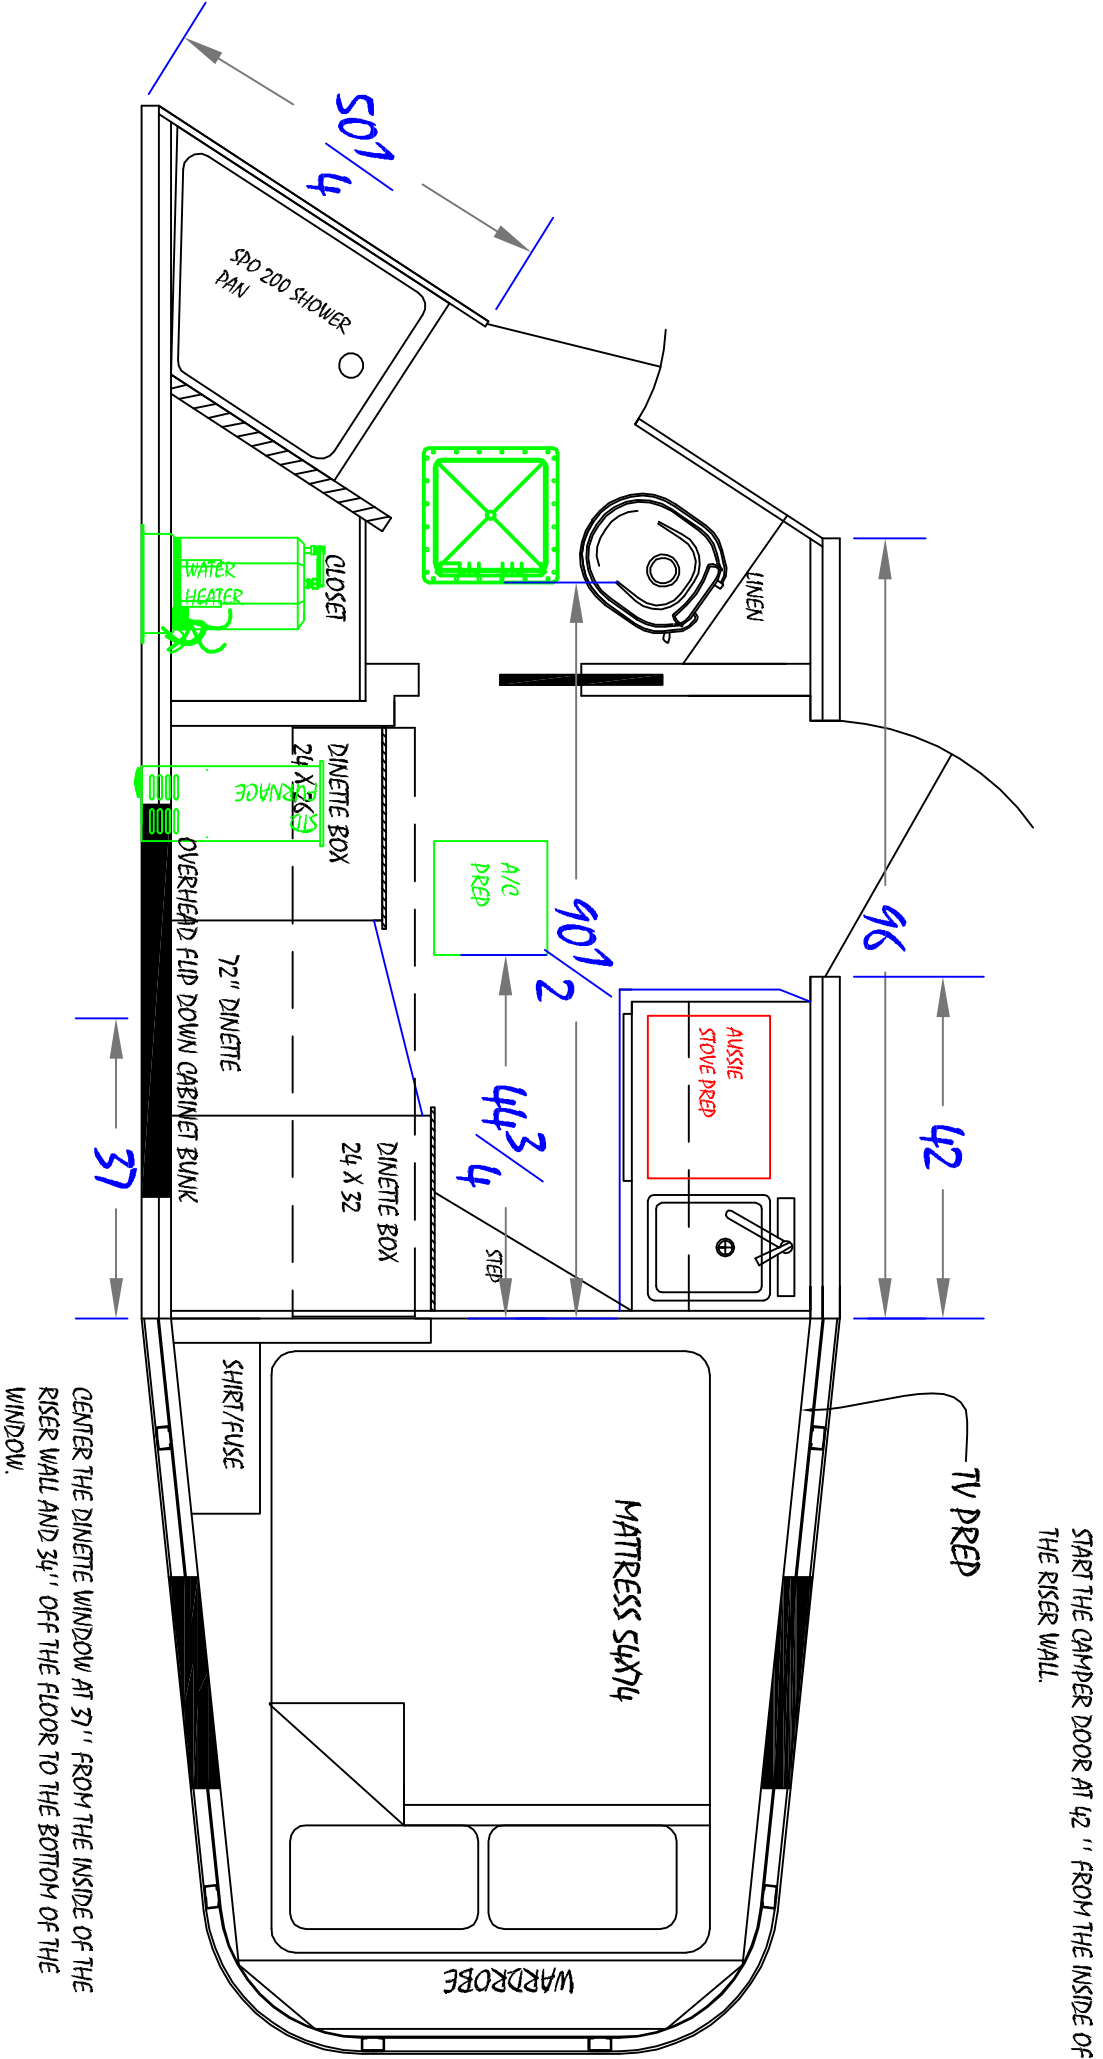 START THE CAMPER DOOR AT 42 '' FROM THE INSIDE OF
THE RISER WALL.
TV PREP
42
96
LINEN
AUSSIE
STOVE PREP
MATTRESS 54X74
90 1/2
44 3/4
STEP
A/C
PREP
50 1/4
SPO 200 SHOWER
PAN
CLOSET
WATER
HEATER
DINETTE BOX
24 X 26
STD
FURNACE
72" DINETTE
DINETTE BOX
24 X 32
OVERHEAD FLIP DOWN CABINET BUNK
37
SHIRT/FUSE
WARDROBE
CENTER THE DINETTE WINDOW AT 37'' FROM THE INSIDE OF THE
RISER WALL AND 34'' OFF THE FLOOR TO THE BOTTOM OF THE
WINDOW.